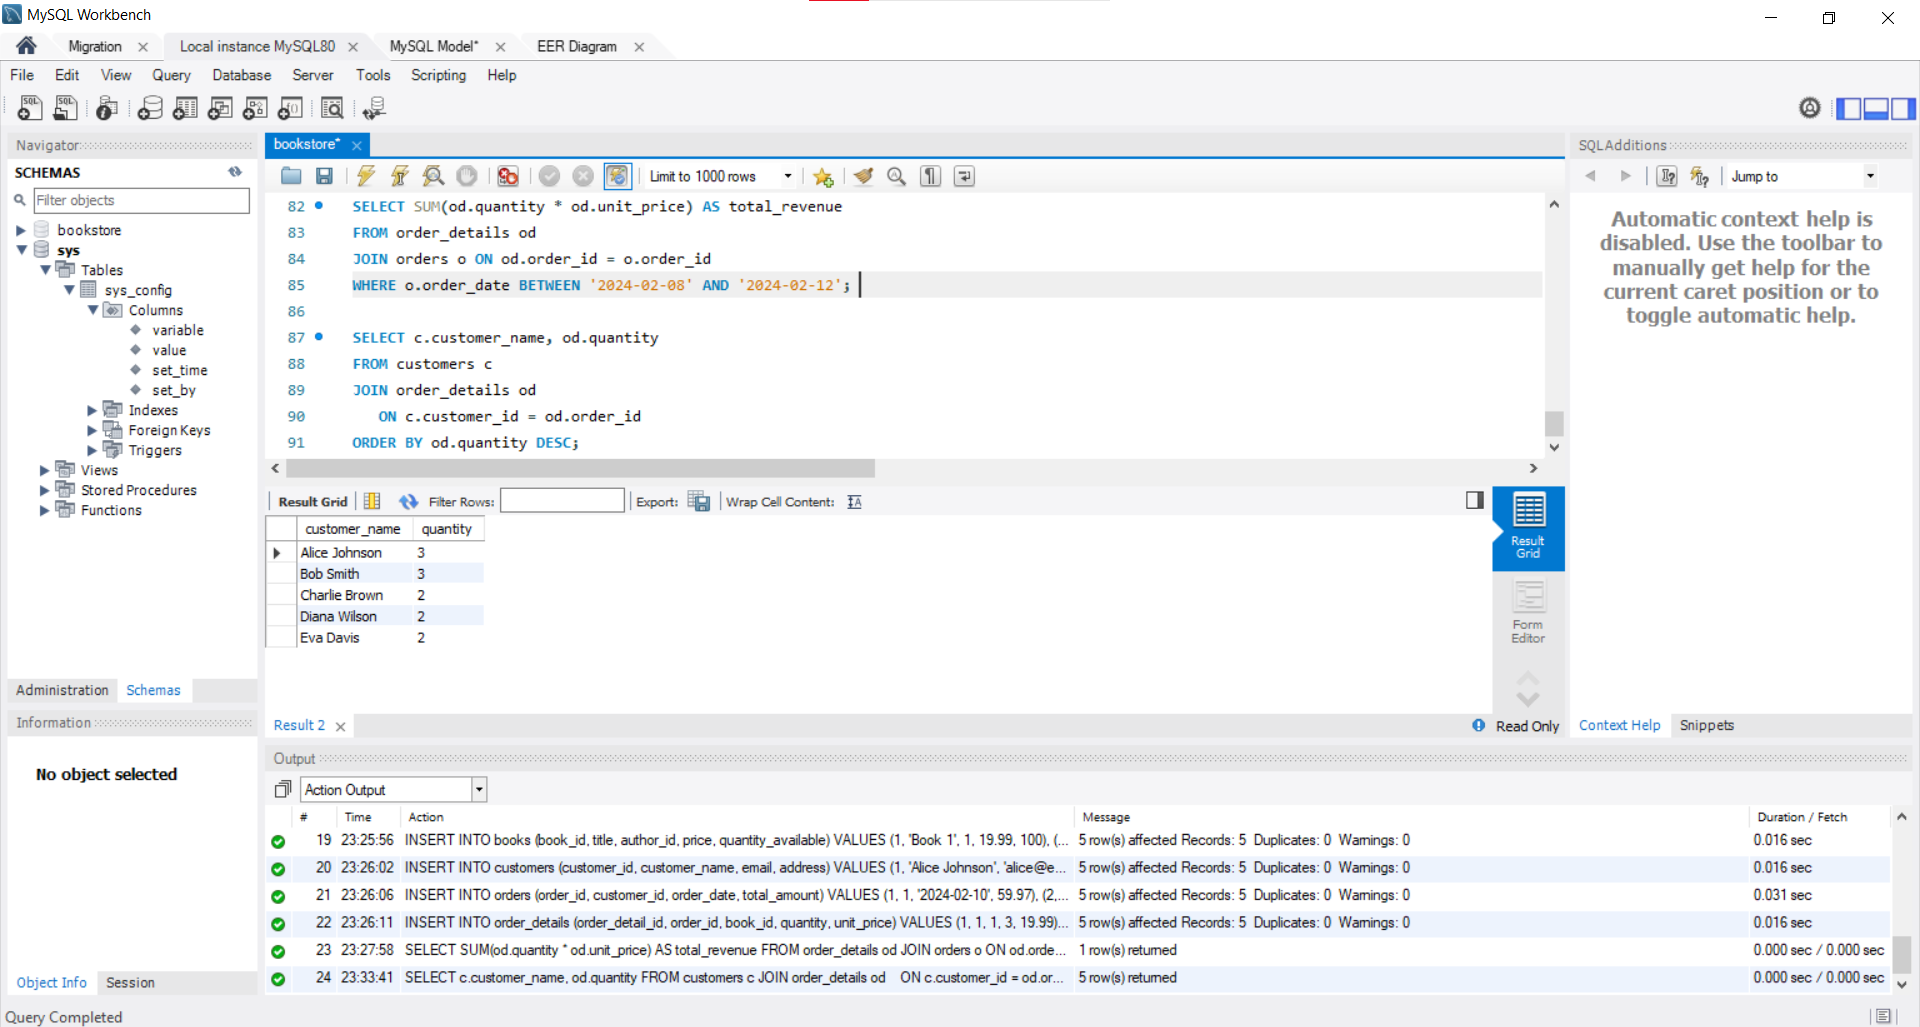 MySQL Workbench
Migration
Local instance MySQL80
MySQL Model*
EER Diagram
File Edit View Query Database Server Tools Scripting Help
Navigator
SCHEMAS
Filter objects
bookstore
sys
Tables
sys_config
Columns
variable
value
set_time
set_by
Indexes
Foreign Keys
Triggers
Views
Stored Procedures
Functions
Administration Schemas
Information
No object selected
Object Info Session
Query Completed
bookstore*
Limit to 1000 rows
82 SELECT SUM(od.quantity * od.unit_price) AS total_revenue
83 FROM order_details od
84 JOIN orders o ON od.order_id = o.order_id
85 WHERE o.order_date BETWEEN '2024-02-08' AND '2024-02-12';
86
87 SELECT c.customer_name, od.quantity
88 FROM customers c
89 JOIN order_details od
90 ON c.customer_id = od.order_id
91 ORDER BY od.quantity DESC;
Result Grid Filter Rows: Export: Wrap Cell Content:
customer_name quantity
Alice Johnson 3
Bob Smith 3
Charlie Brown 2
Diana Wilson 2
Eva Davis 2
Result
Grid
Form
Editor
Result 2
Read Only
SQLAdditions
Jump to
Automatic context help is
disabled. Use the toolbar to
manually get help for the
current caret position or to
toggle automatic help.
Context Help Snippets
Output
Action Output
# Time Action Message Duration / Fetch
19 23:25:56 INSERT INTO books (book_id, title, author_id, price, quantity_available) VALUES (1, 'Book 1', 1, 19.99, 100), (... 5 row(s) affected Records: 5 Duplicates: 0 Warnings: 0 0.016 sec
20 23:26:02 INSERT INTO customers (customer_id, customer_name, email, address) VALUES (1, 'Alice Johnson', 'alice@e... 5 row(s) affected Records: 5 Duplicates: 0 Warnings: 0 0.016 sec
21 23:26:06 INSERT INTO orders (order_id, customer_id, order_date, total_amount) VALUES (1, 1, '2024-02-10', 59.97), (2,... 5 row(s) affected Records: 5 Duplicates: 0 Warnings: 0 0.031 sec
22 23:26:11 INSERT INTO order_details (order_detail_id, order_id, book_id, quantity, unit_price) VALUES (1, 1, 1, 3, 19.99)... 5 row(s) affected Records: 5 Duplicates: 0 Warnings: 0 0.016 sec
23 23:27:58 SELECT SUM(od.quantity * od.unit_price) AS total_revenue FROM order_details od JOIN orders o ON od.orde... 1 row(s) returned 0.000 sec / 0.000 sec
24 23:33:41 SELECT c.customer_name, od.quantity FROM customers c JOIN order_details od ON c.customer_id = od.or... 5 row(s) returned 0.000 sec / 0.000 sec